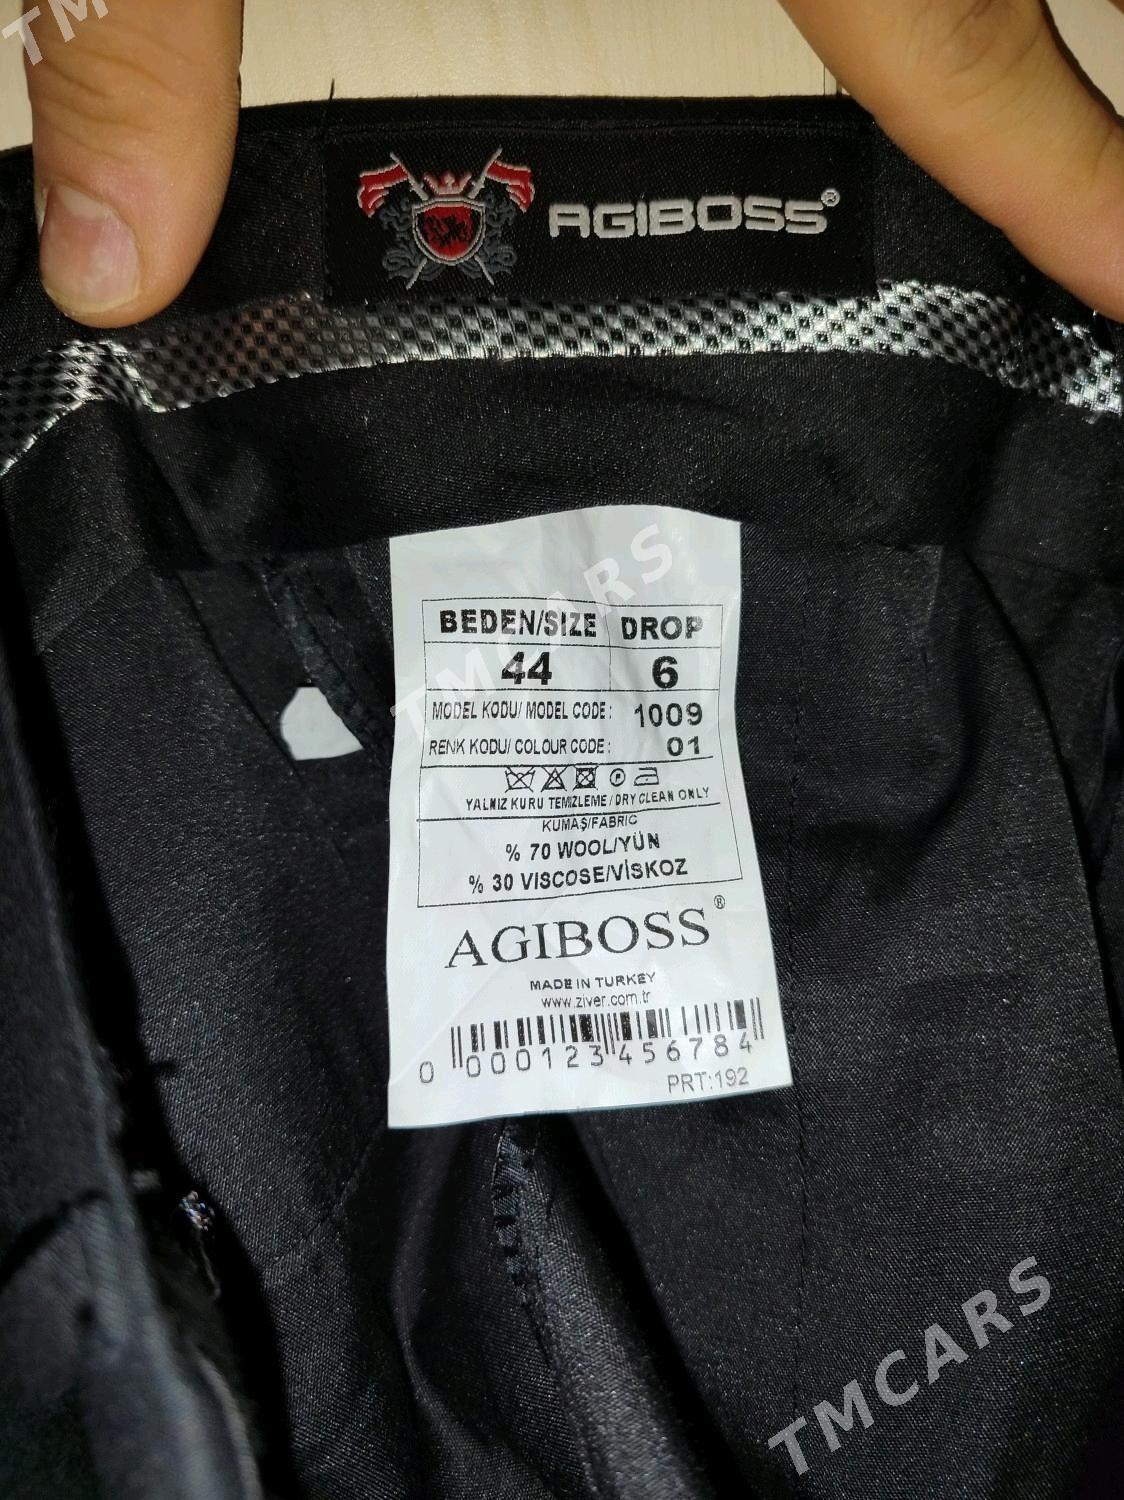 AGIBOSS®
BEDEN/SIZE DROP
44 6
MODEL KODU/ MODEL CODE: 1009
RENK KODU/ COLOUR CODE: 01
YALNIZ KURU TEMİZLEME / DRY CLEAN ONLY
KUMAŞ/FABRIC
% 70 WOOL/YÜN
% 30 VISCOSE/VİSKOZ
AGIBOSS®
MADE IN TURKEY
www.ziver.com.tr
0 000123 456784
PRT:192
TMCARS
TMCARS